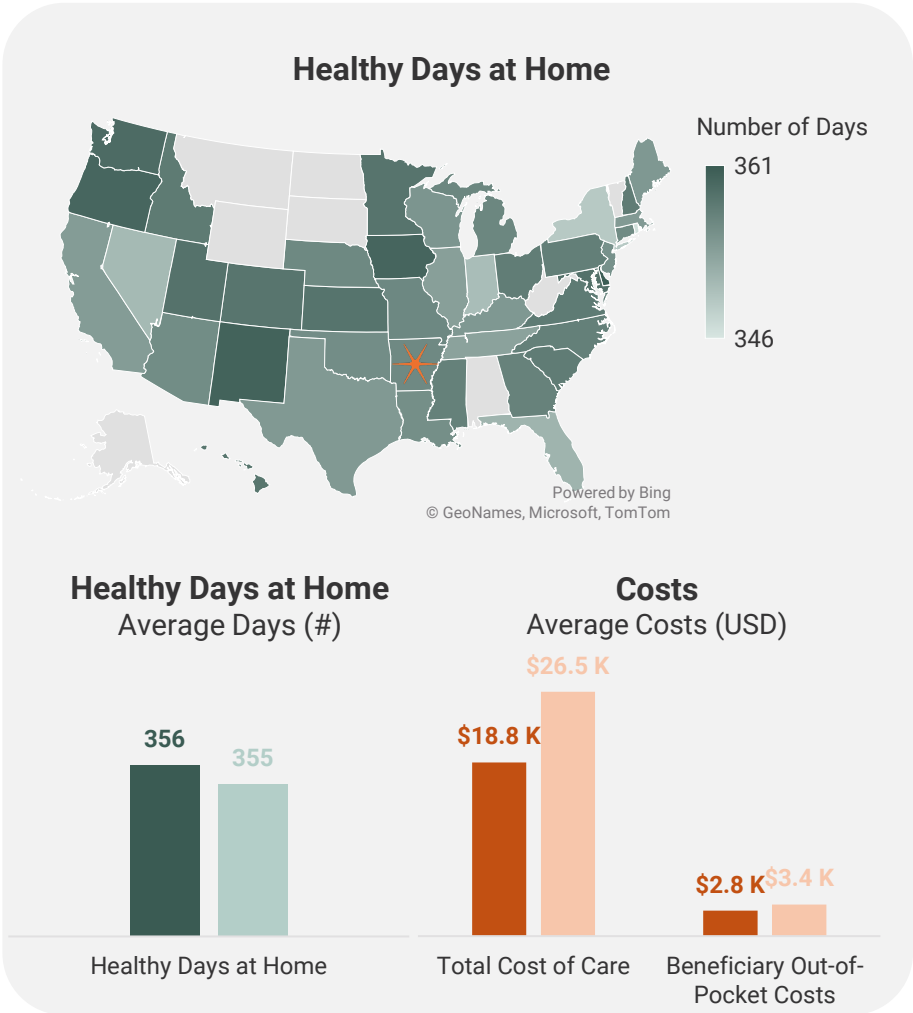 Healthy Days at Home
Number of Days
361
346
Powered by Bing
© GeoNames, Microsoft, TomTom
Healthy Days at Home
Average Days (#)
356
355
Healthy Days at Home
Costs
Average Costs (USD)
$26.5 K
$18.8 K
$2.8 K
$3.4 K
Total Cost of Care
Beneficiary Out-of-
Pocket Costs